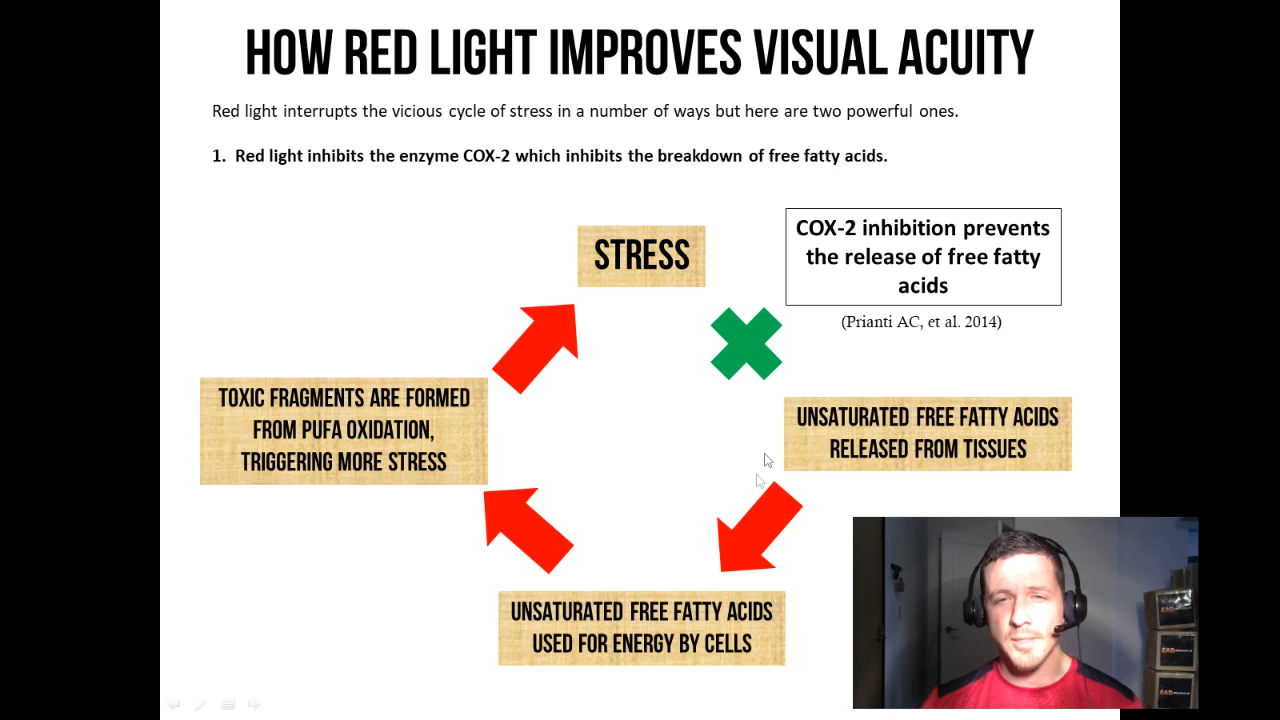 HOW RED LIGHT IMPROVES VISUAL ACUITY
Red light interrupts the vicious cycle of stress in a number of ways but here are two powerful ones.
1. Red light inhibits the enzyme COX-2 which inhibits the breakdown of free fatty acids.
COX-2 inhibition prevents
the release of free fatty
acids
(Prianti AC, et al. 2014)
STRESS
UNSATURATED FREE FATTY ACIDS
RELEASED FROM TISSUES
UNSATURATED FREE FATTY ACIDS
USED FOR ENERGY BY CELLS
TOXIC FRAGMENTS ARE FORMED
FROM PUFA OXIDATION,
TRIGGERING MORE STRESS